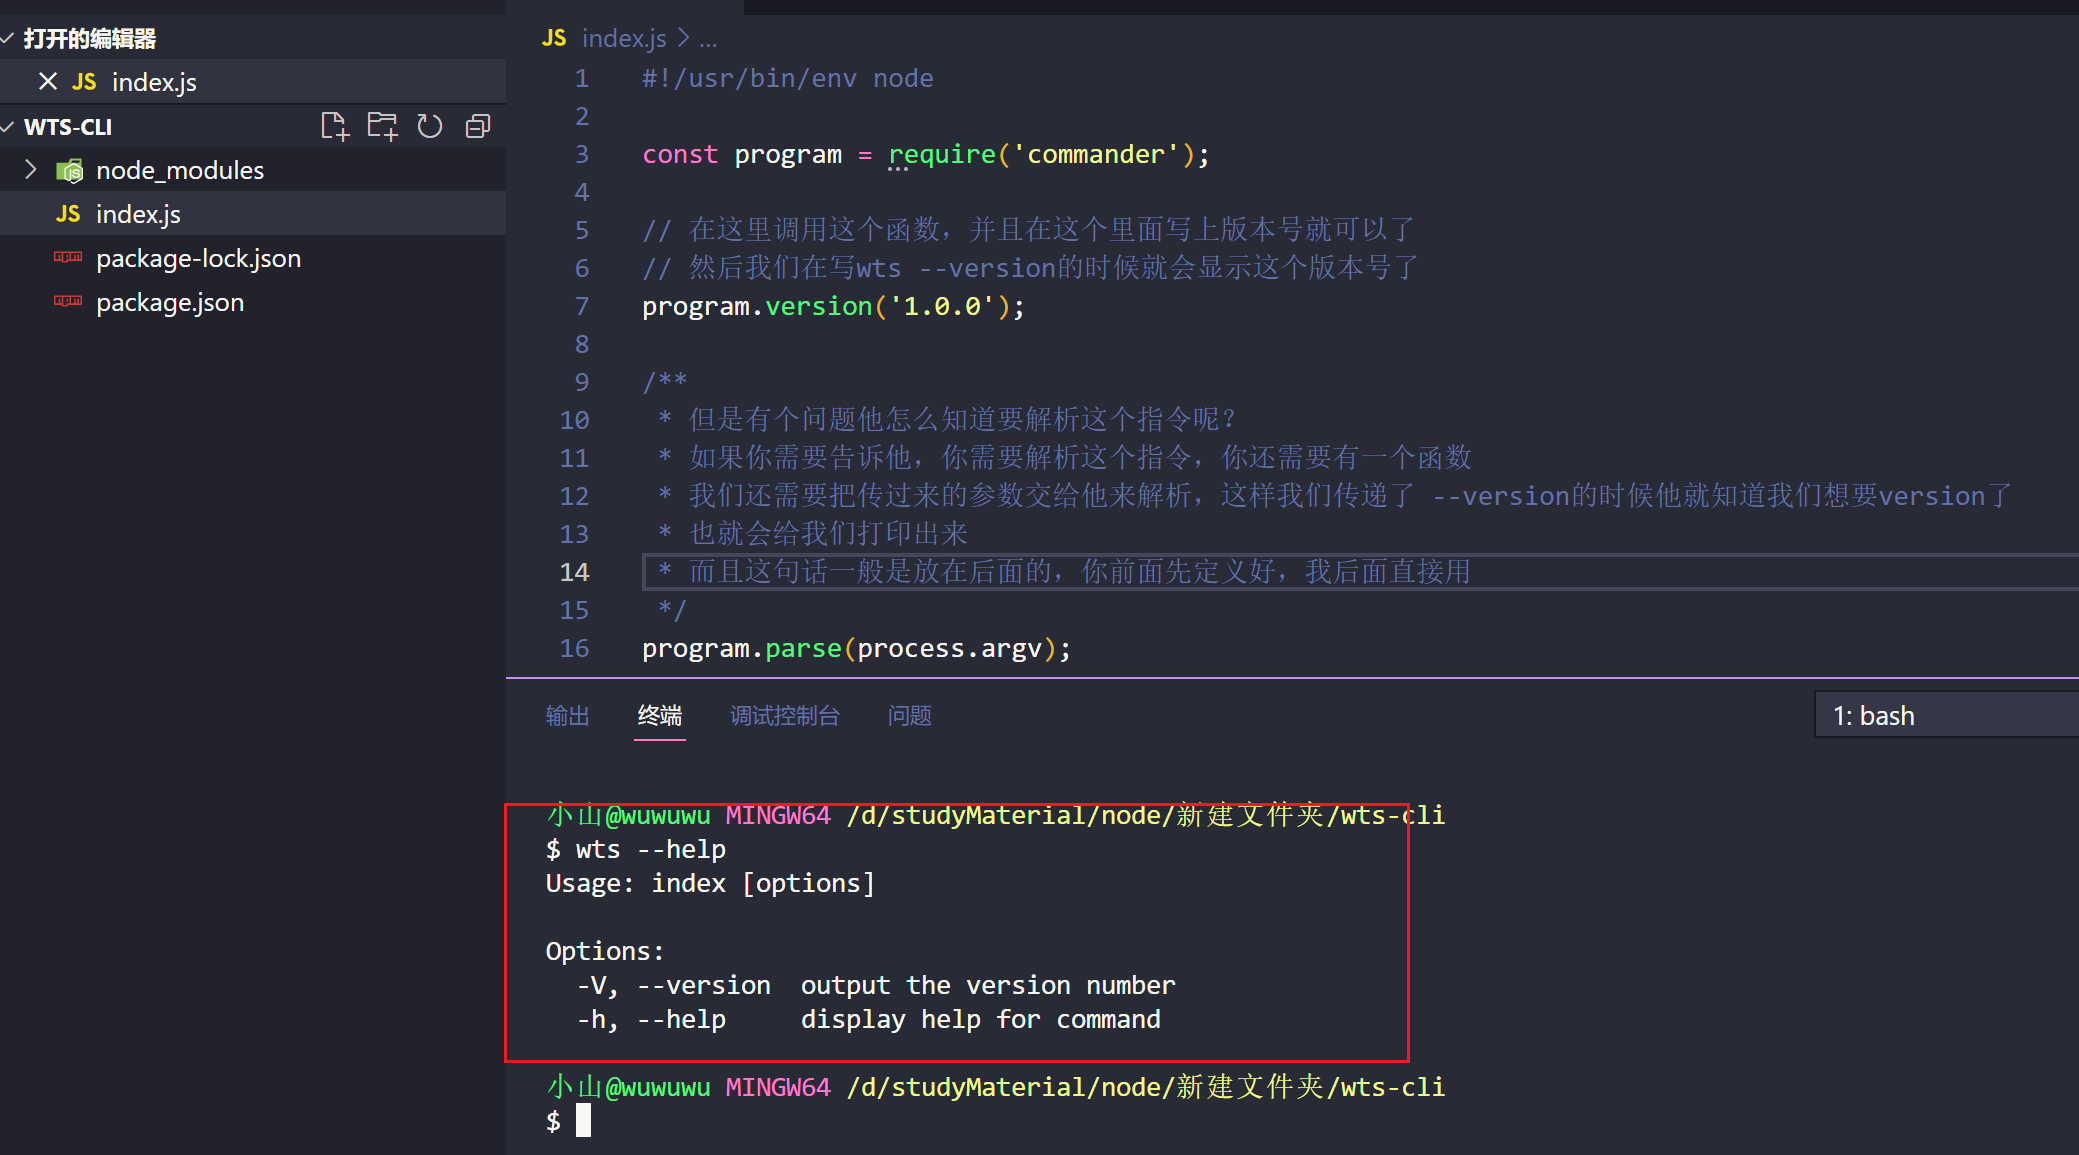 打开的编辑器
JS index.js
WTS-CLI
node_modules
JS index.js
package-lock.json
package.json
JS index.js > ...
1 #!/usr/bin/env node
2
3 const program = require('commander');
4
5 // 在这里调用这个函数，并且在这个里面写上版本号就可以了
6 // 然后我们在写wts --version的时候就会显示这个版本号了
7 program.version('1.0.0');
8
9 /**
10 * 但是有个问题他怎么知道要解析这个指令呢？
11 * 如果你需要告诉他，你需要解析这个指令，你还需要有一个函数
12 * 我们还需要把传过来的参数交给他来解析，这样我们传递了 --version的时候他就知道我们想要version了
13 * 也就会给我们打印出来
14 * 而且这句话一般是放在后面的，你前面先定义好，我后面直接用
15 */
16 program.parse(process.argv);
输出 终端 调试控制台 问题 1: bash
小山@wuwuwu MINGW64 /d/studyMaterial/node/新建文件夹/wts-cli
$ wts --help
Usage: index [options]
Options:
-V, --version output the version number
-h, --help display help for command
小山@wuwuwu MINGW64 /d/studyMaterial/node/新建文件夹/wts-cli
$